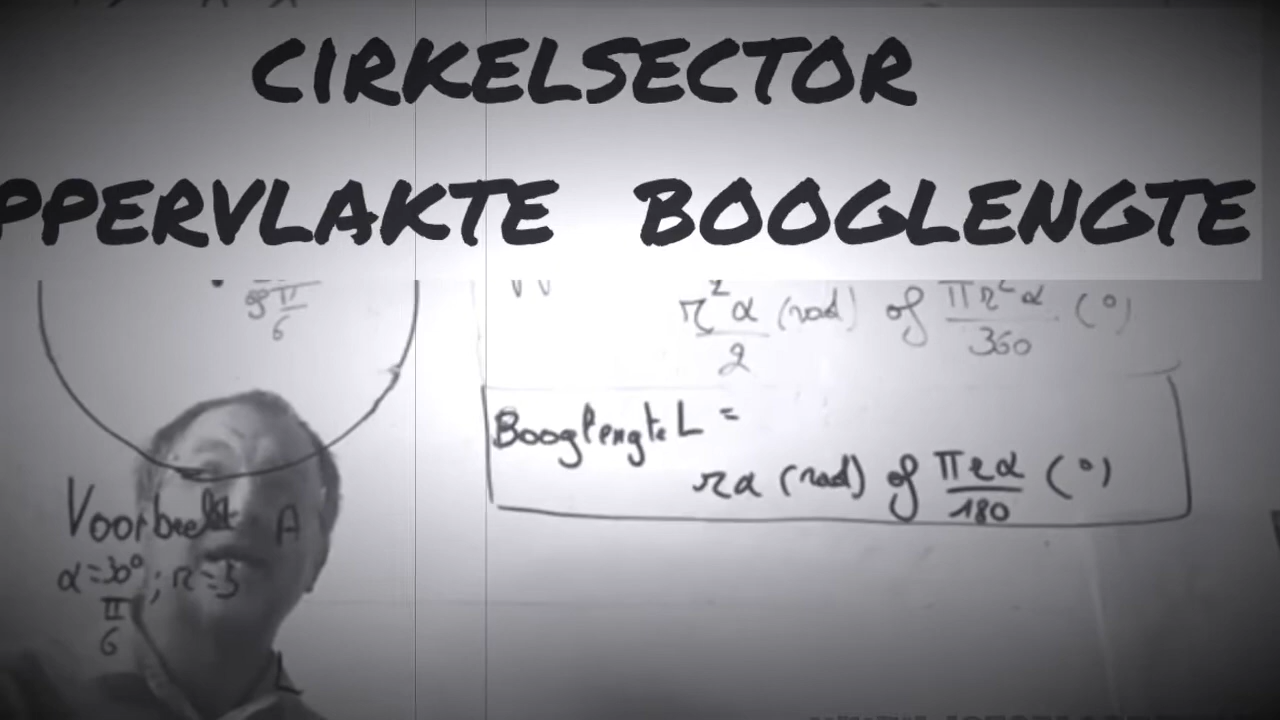 CIRKELSECTOR
PPERVLAKTE BOOGLENGTE
π
6
r²α (rad) of πr²α (°)
2 360
Booglengte L =
rα (rad) of πrα (°)
180
Voorbeeld A
α=30°; r=3
π
6
L